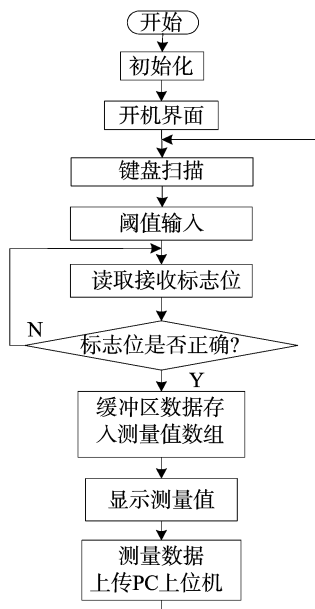 开始
初始化
开机界面
键盘扫描
阈值输入
读取接收标志位
N
标志位是否正确?
Y
缓冲区数据存
入测量值数组
显示测量值
测量数据
上传PC上位机